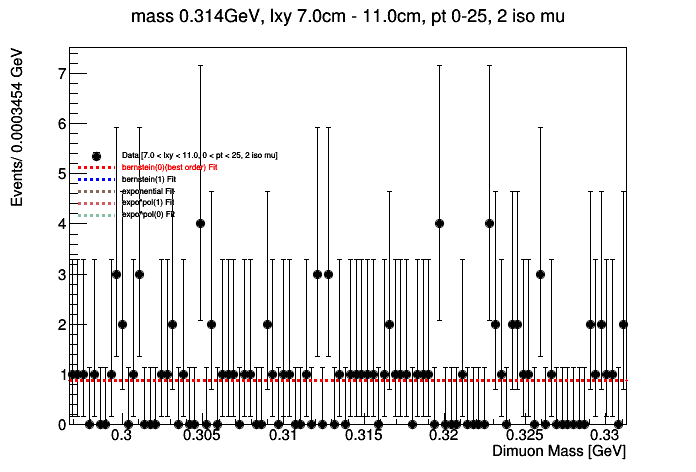 mass 0.314GeV, lxy 7.0cm - 11.0cm, pt 0-25, 2 iso mu
Events/ 0.0003454 GeV
7
6
5
4
3
2
1
0
Data [7.0 < lxy < 11.0, 0 < pt < 25, 2 iso mu]
bernstein(0)(best order) Fit
bernstein(1) Fit
exponential Fit
expo*pol(1) Fit
expo*pol(0) Fit
0.3 0.305 0.31 0.315 0.32 0.325 0.33
Dimuon Mass [GeV]